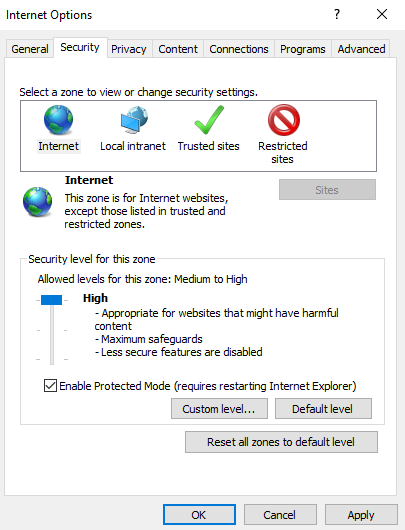 Internet Options
?
General Security Privacy Content Connections Programs Advanced
Select a zone to view or change security settings.
Internet Local intranet Trusted sites Restricted
sites
Internet
Sites
This zone is for Internet websites,
except those listed in trusted and
restricted zones.
Security level for this zone
Allowed levels for this zone: Medium to High
High
- Appropriate for websites that might have harmful
content
- Maximum safeguards
- Less secure features are disabled
Enable Protected Mode (requires restarting Internet Explorer)
Custom level... Default level
Reset all zones to default level
OK Cancel Apply